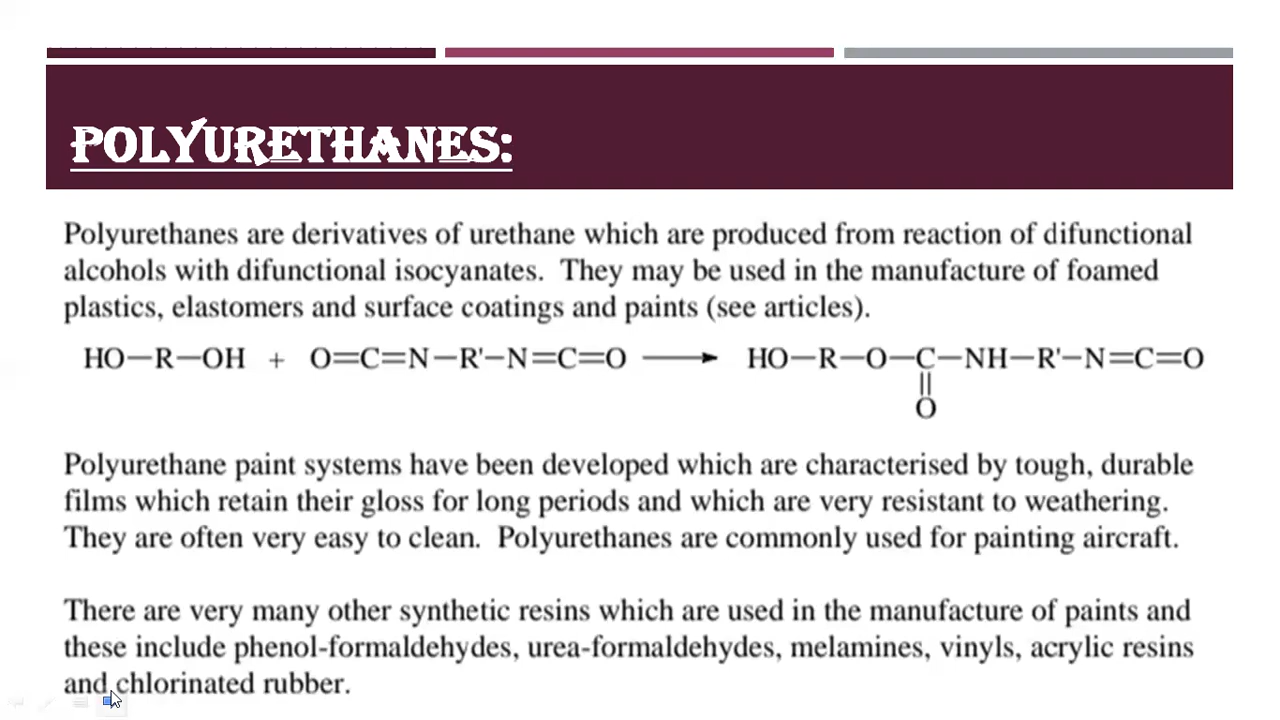 POLYURETHANES:
Polyurethanes are derivatives of urethane which are produced from reaction of difunctional
alcohols with difunctional isocyanates. They may be used in the manufacture of foamed
plastics, elastomers and surface coatings and paints (see articles).
HO—R—OH + O=C=N—R'—N=C=O ⟶ HO—R—O—C—NH—R'—N=C=O
||
O
Polyurethane paint systems have been developed which are characterised by tough, durable
films which retain their gloss for long periods and which are very resistant to weathering.
They are often very easy to clean. Polyurethanes are commonly used for painting aircraft.
There are very many other synthetic resins which are used in the manufacture of paints and
these include phenol-formaldehydes, urea-formaldehydes, melamines, vinyls, acrylic resins
and chlorinated rubber.